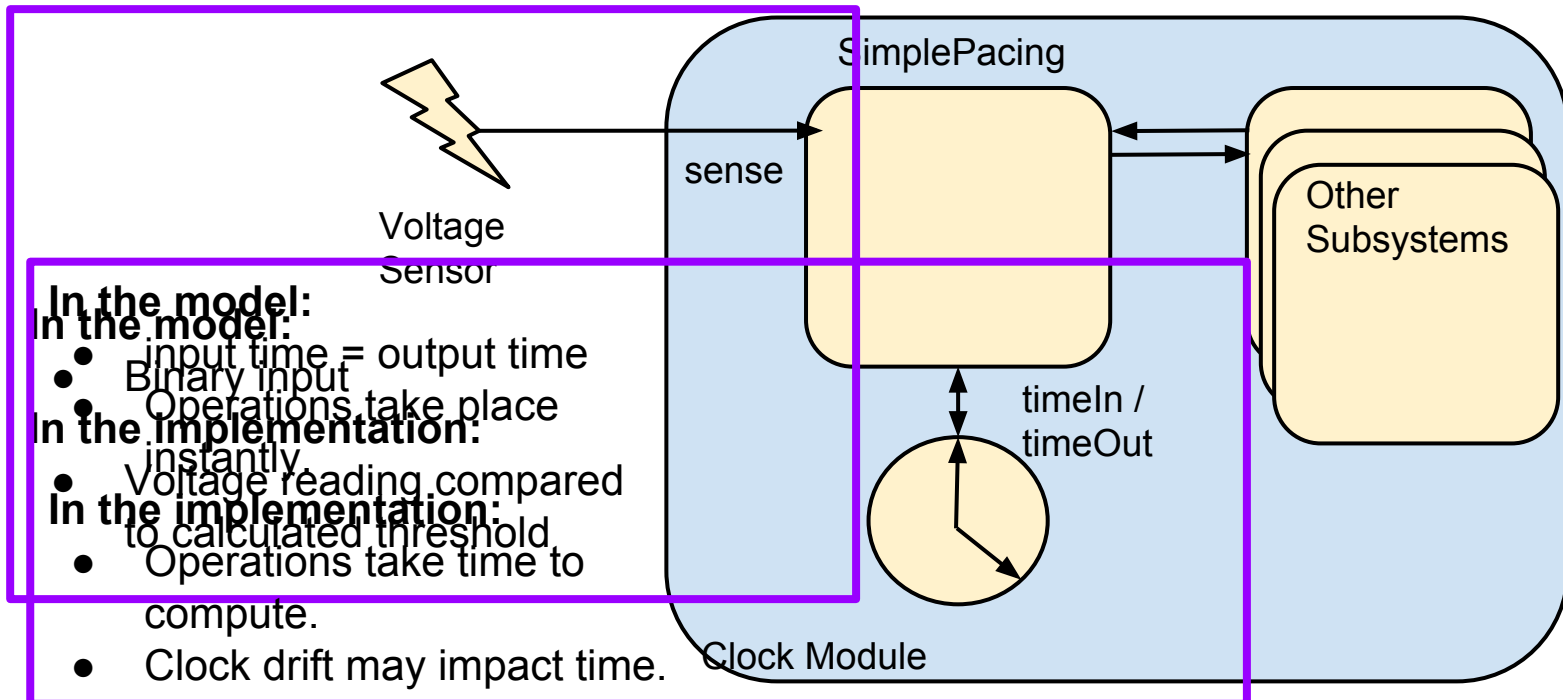 SimplePacing
sense
Voltage
Sensor
Other
Subsystems
timeIn /
timeOut
Clock Module
In the model:
● Binary input
In the implementation:
● Voltage reading compared
to calculated threshold
In the model:
● input time = output time
● Operations take place
instantly.
In the implementation:
● Operations take time to
compute.
● Clock drift may impact time.